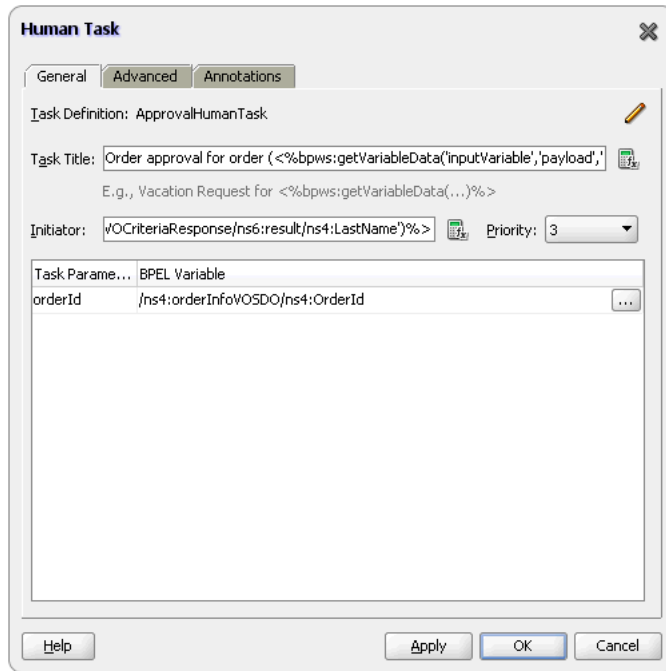 Human Task
General Advanced Annotations
Task Definition: ApprovalHumanTask
Task Title: Order approval for order (<%bpws:getVariableData('inputVariable','payload','
E.g., Vacation Request for <%bpws:getVariableData(...)%>
Initiator: /OCriteriaResponse/ns6:result/ns4:LastName')%> Priority: 3
Task Parame... BPEL Variable
orderId /ns4:orderInfoVOSDO/ns4:OrderId ...
Help Apply OK Cancel